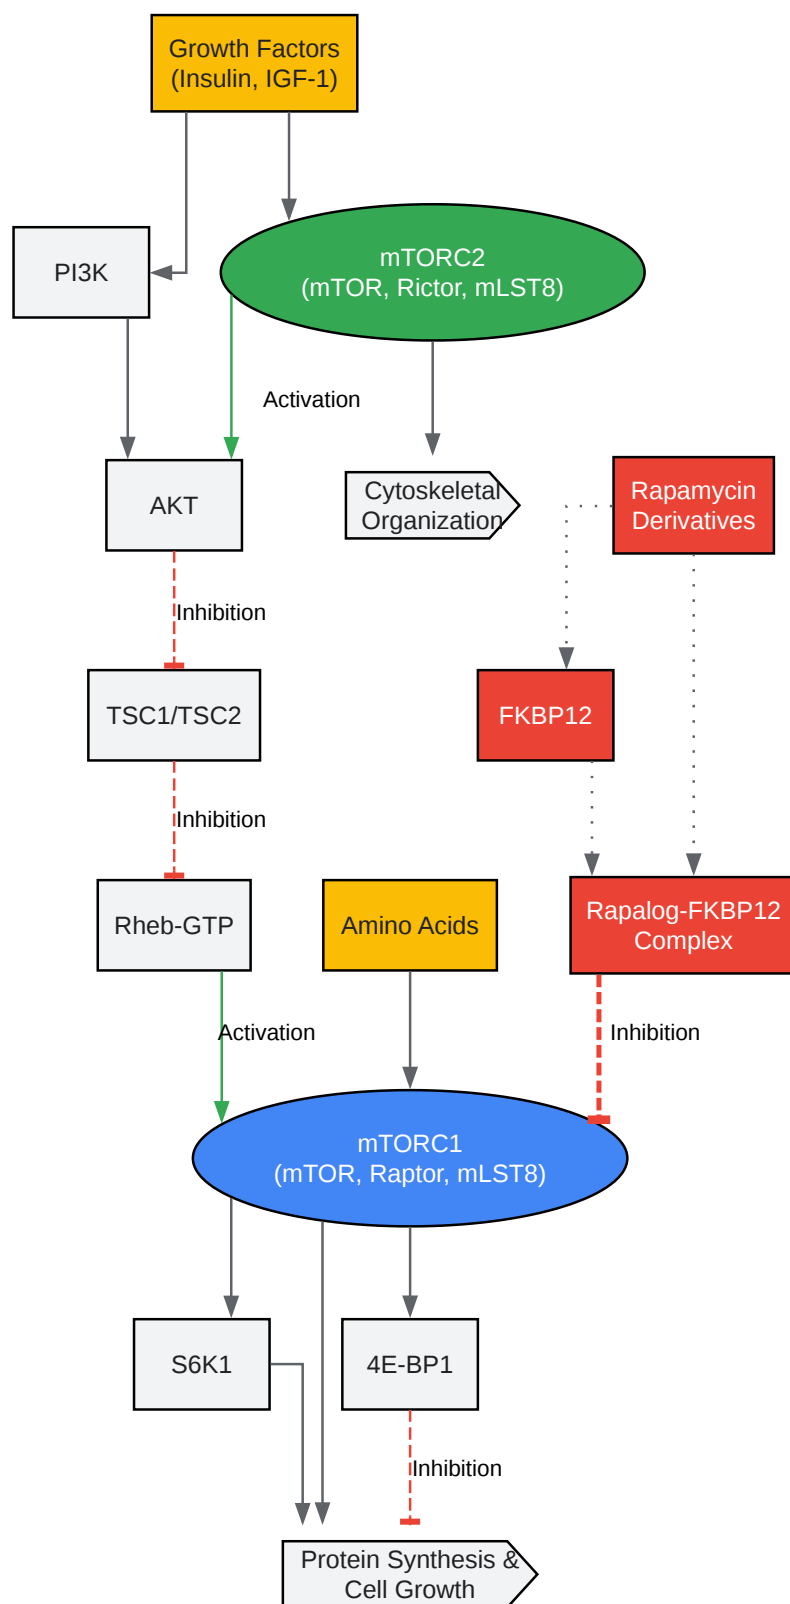 Growth Factors
(Insulin, IGF-1)
PI3K
mTORC2
(mTOR, Rictor, mLST8)
Activation
AKT
Cytoskeletal
Organization
Rapamycin
Derivatives
Inhibition
TSC1/TSC2
FKBP12
Inhibition
Rheb-GTP
Amino Acids
Rapalog-FKBP12
Complex
Activation
Inhibition
mTORC1
(mTOR, Raptor, mLST8)
S6K1
4E-BP1
Inhibition
Protein Synthesis &
Cell Growth